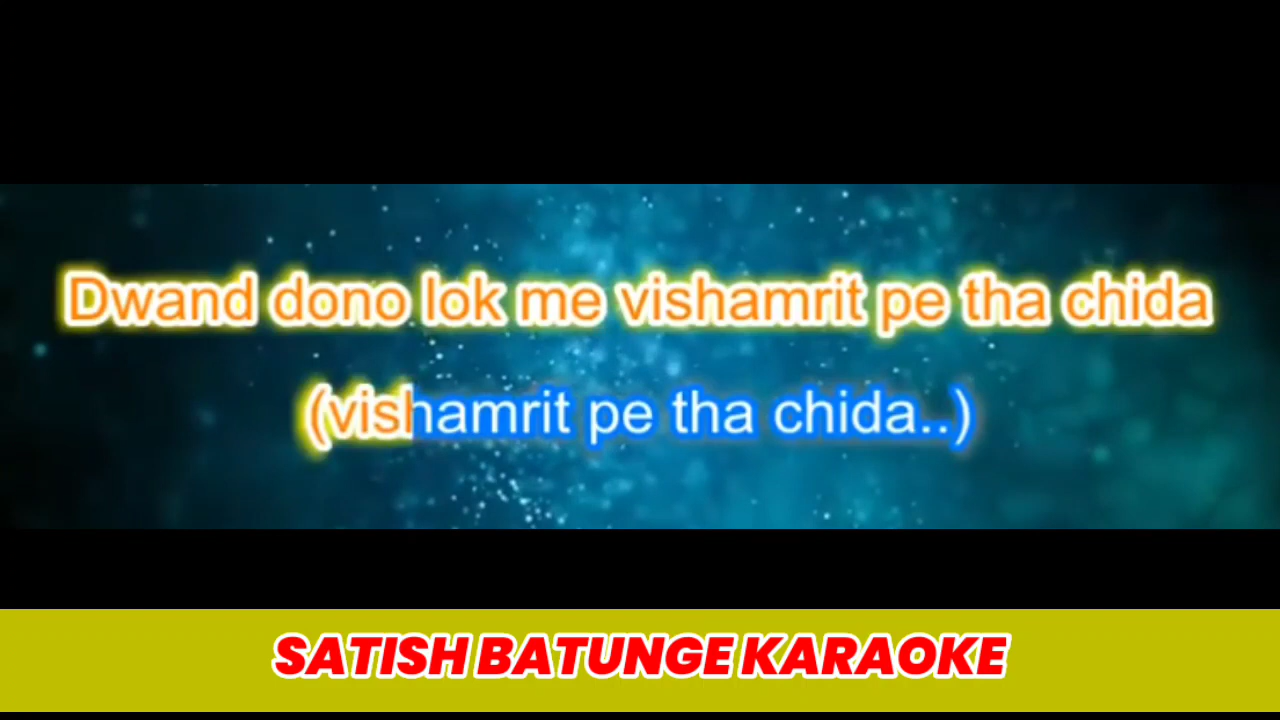 Dwand dono lok me vishamrit pe tha chida
(vishamrit pe tha chida..)
SATISH BATUNGE KARAOKE